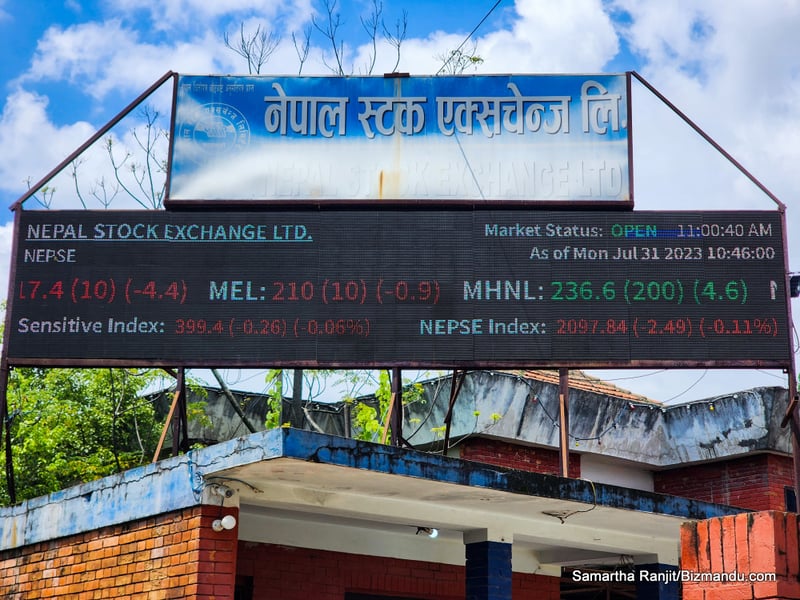 नेपाल स्टक एक्सचेन्ज लि.
NEPAL STOCK EXCHANGE LTD
NEPAL STOCK EXCHANGE LTD.
Market Status: OPEN 11:00:40 AM
NEPSE
As of Mon Jul 31 2023 10:46:00
17.4 (10) (-4.4) MEL: 210 (10) (-0.9) MHNL: 236.6 (200) (4.6)
Sensitive Index: 399.4 (-0.26) (-0.06%)
NEPSE Index: 2097.84 (-2.49) (-0.11%)
Samartha Ranjit/Bizmandu.com